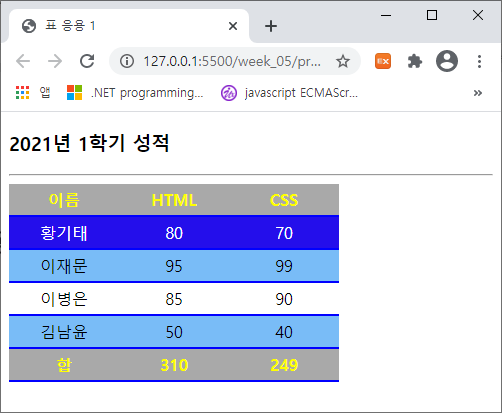 표 응용 1
127.0.0.1:5500/week_05/pr...
앱 .NET programming... javascript ECMAScr...
2021년 1학기 성적
이름 HTML CSS
황기태 80 70
이재문 95 99
이병은 85 90
김남윤 50 40
합 310 249